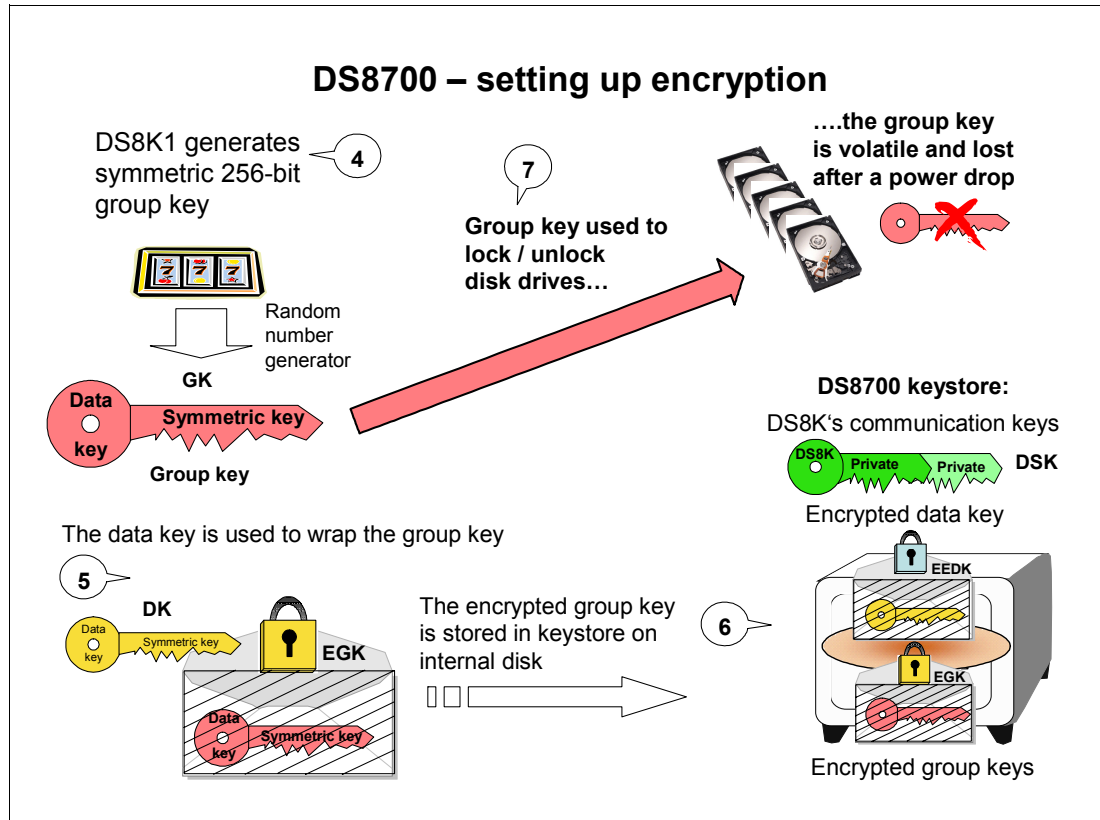 DS8700 – setting up encryption
DS8K1 generates
symmetric 256-bit
group key
4
7
Group key used to
lock / unlock
disk drives…
….the group key
is volatile and lost
after a power drop
7 7 7
Random
number
generator
GK
Data
key
Symmetric key
Group key
DS8700 keystore:
DS8K‘s communication keys
DS8K
Private
Private
DSK
Encrypted data key
The data key is used to wrap the group key
5
DK
Data
key
Symmetric key
EGK
Data
key
Symmetric key
The encrypted group key
is stored in keystore on
internal disk
6
EEDK
EGK
Encrypted group keys